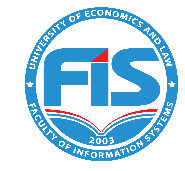 UNIVERSITY OF ECONOMICS AND LAW
FIS
2003
FACULTY OF INFORMATION SYSTEMS